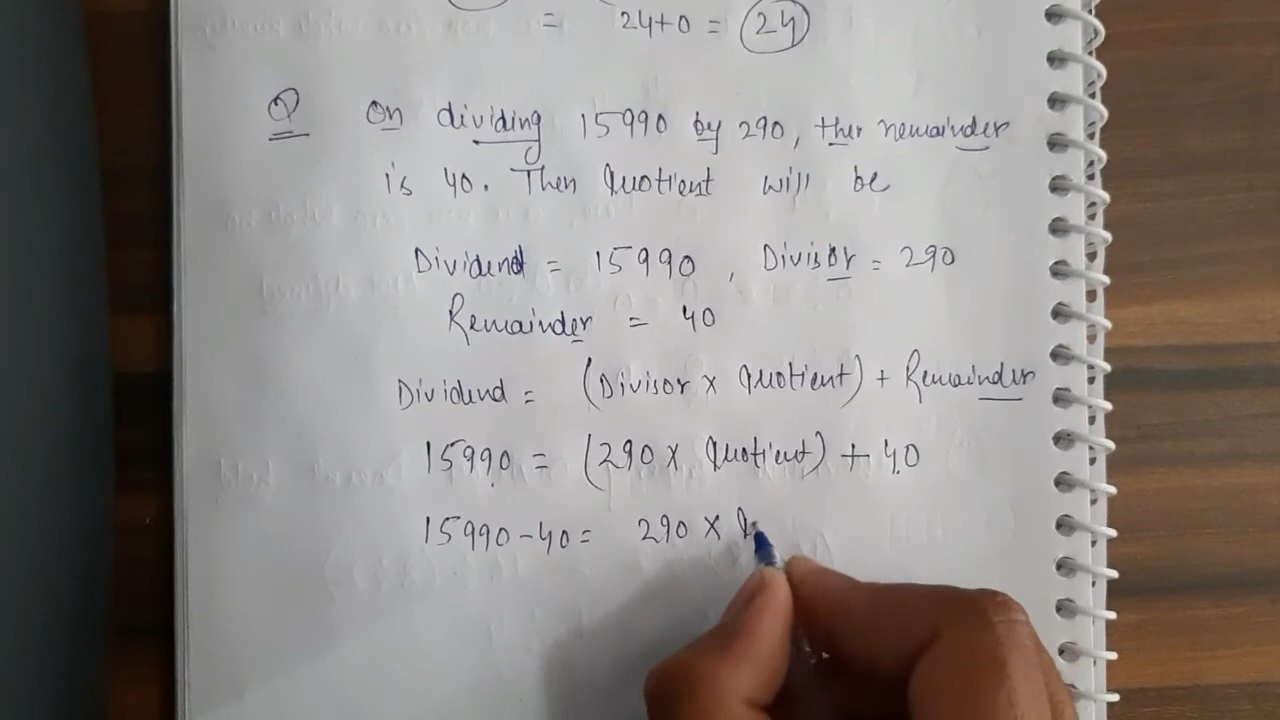 = 24+0 = 24
Q On dividing 15990 by 290, the remainder
is 40. Then Quotient will be
Dividend = 15990, Divisor = 290
Remainder = 40
Dividend = (Divisor × Quotient) + Remainder
15990 = (290 × Quotient) + 40
15990 - 40 = 290 × Q